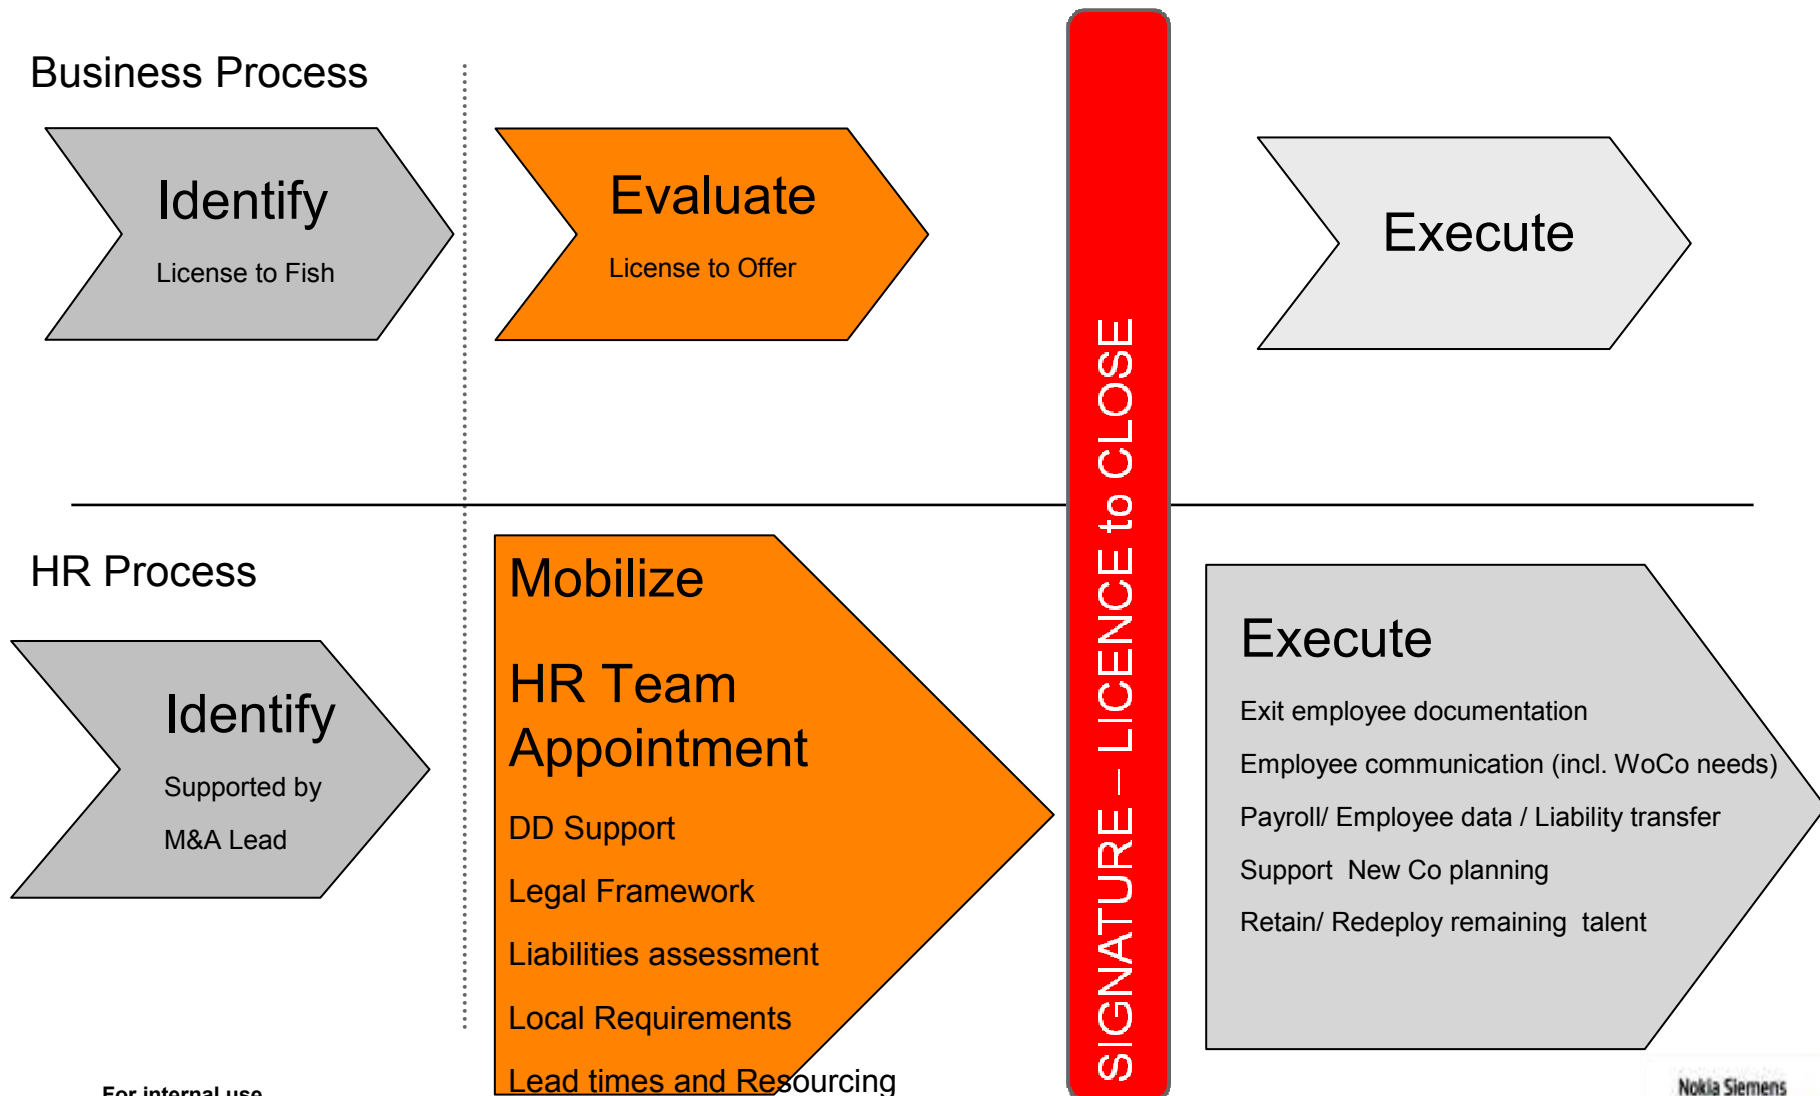 Business Process
Identify
License to Fish
Evaluate
License to Offer
Execute
SIGNATURE – LICENCE to CLOSE
HR Process
Identify
Supported by
M&A Lead
Mobilize
HR Team
Appointment
DD Support
Legal Framework
Liabilities assessment
Local Requirements
Lead times and Resourcing
Execute
Exit employee documentation
Employee communication (incl. WoCo needs)
Payroll/ Employee data / Liability transfer
Support New Co planning
Retain/ Redeploy remaining talent
For internal use
Nokia Siemens